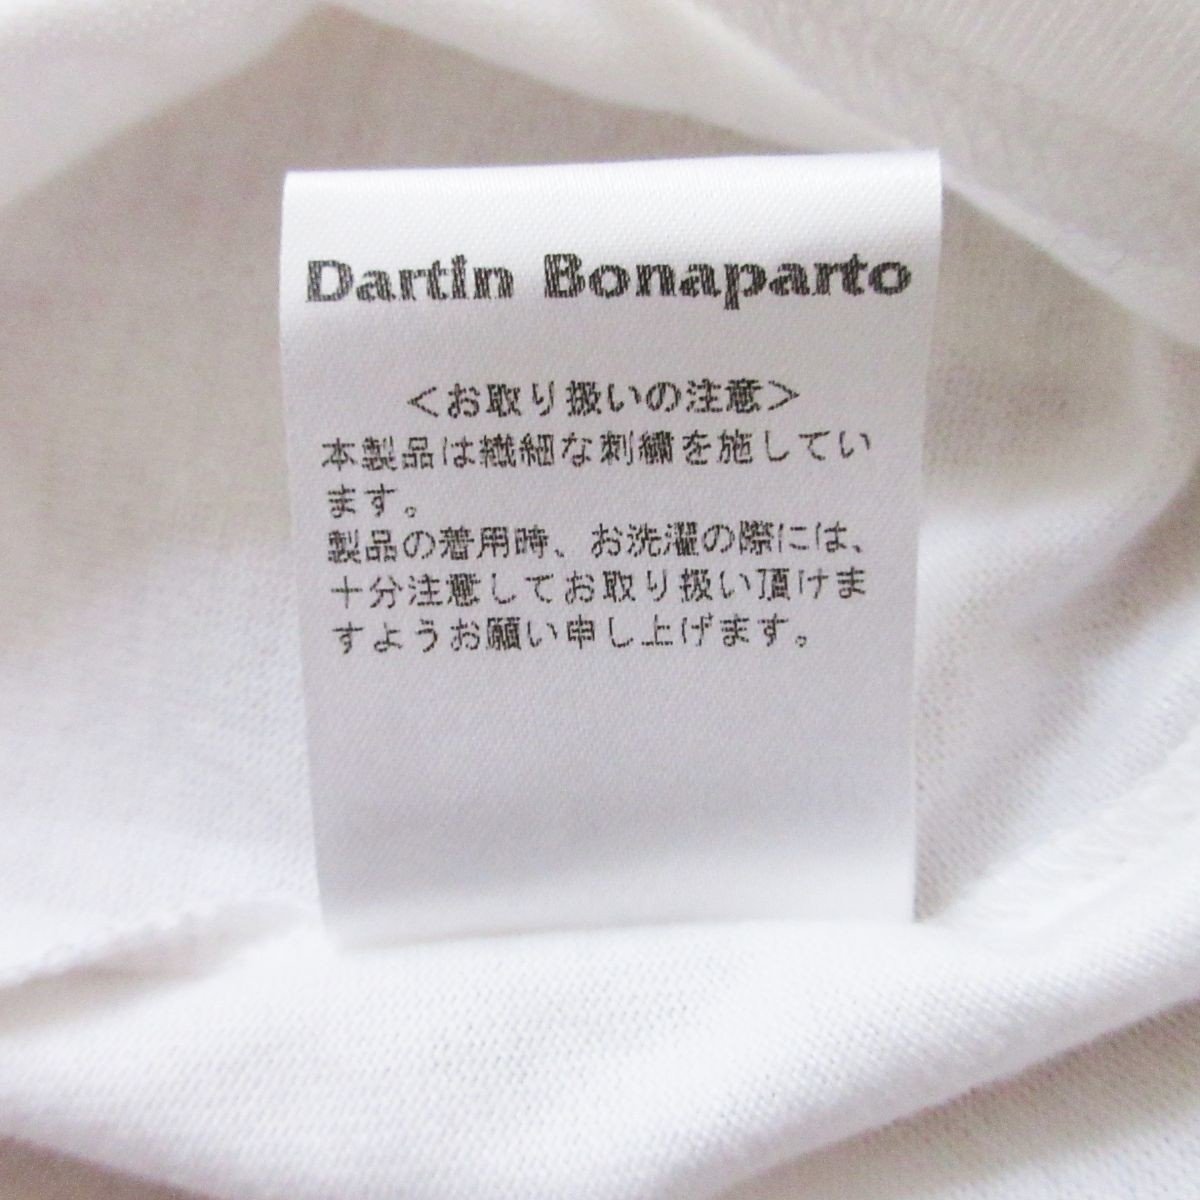 Dartin Bonaparto
＜お取り扱いの注意＞
本製品は繊細な刺繍を施してい
ます。
製品の着用時、お洗濯の際には、
十分注意してお取り扱い頂けま
すようお願い申し上げます。